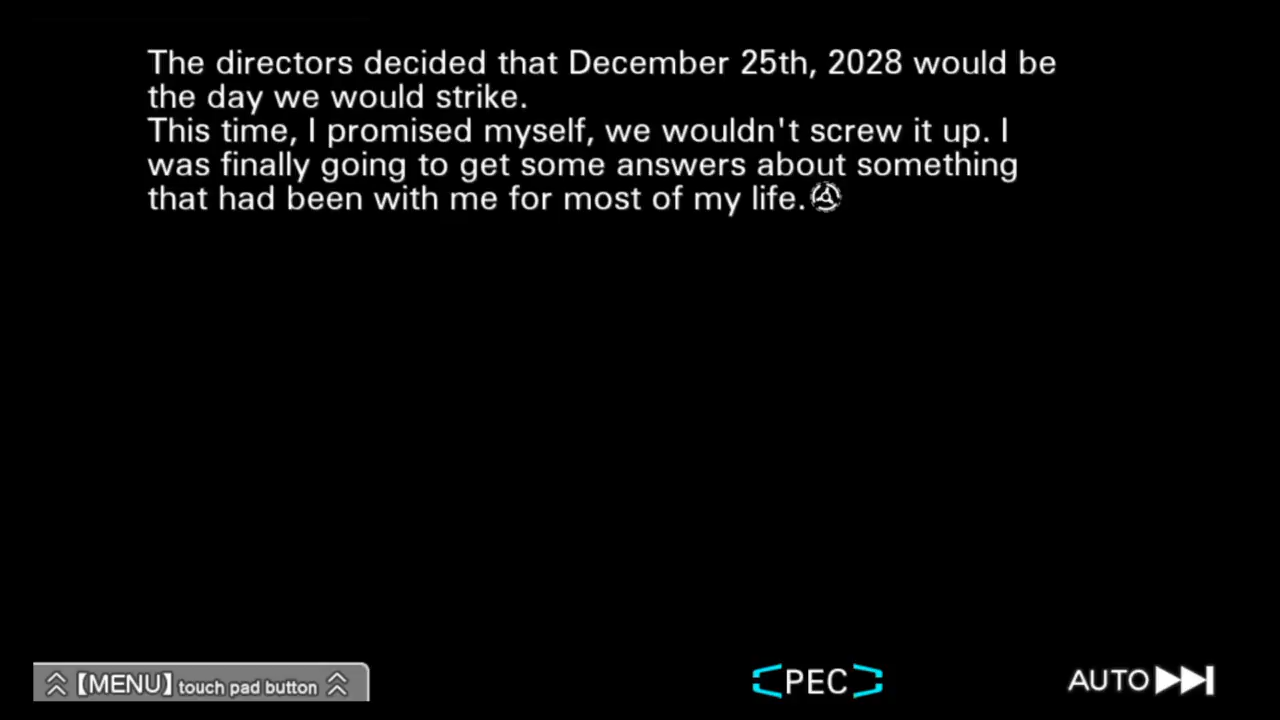 The directors decided that December 25th, 2028 would be
the day we would strike.
This time, I promised myself, we wouldn't screw it up. I
was finally going to get some answers about something
that had been with me for most of my life.
【MENU】 touch pad button
PEC
AUTO